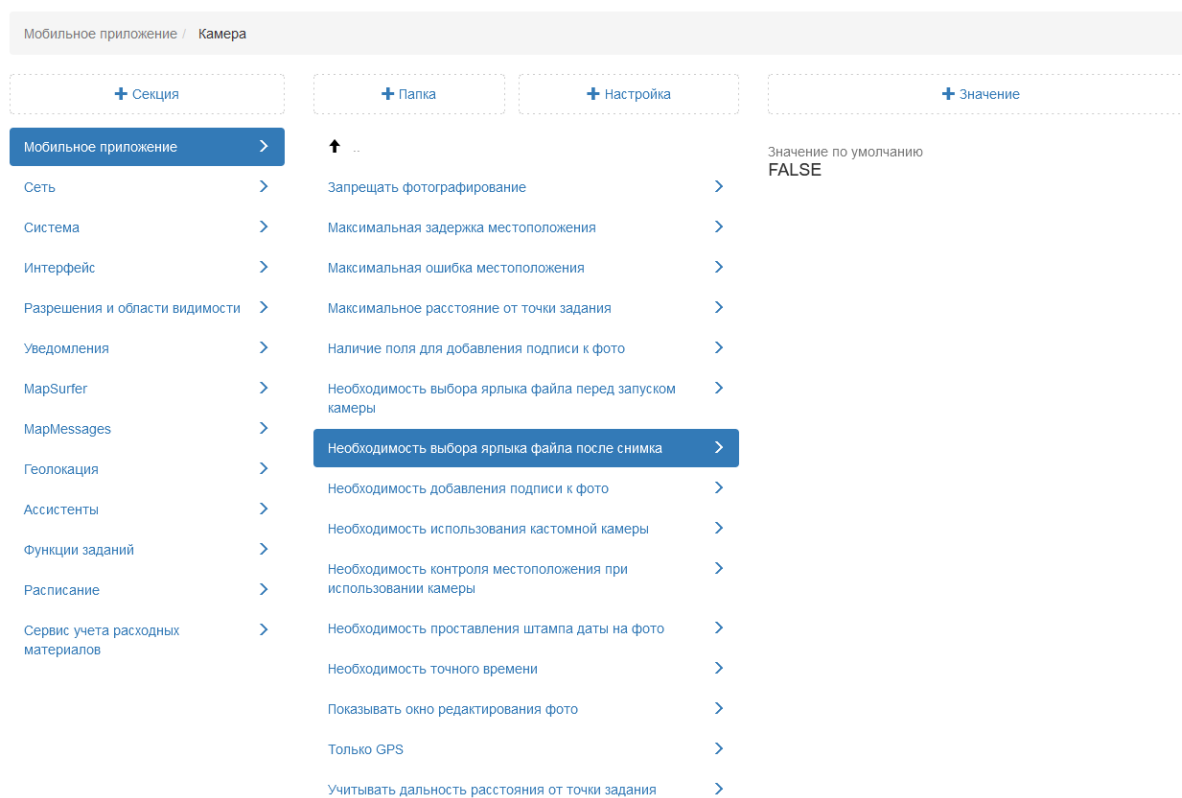 Мобильное приложение / Камера
+ Секция
+ Папка
+ Настройка
+ Значение
Мобильное приложение
Сеть
Система
Интерфейс
Разрешения и области видимости
Уведомления
MapSurfer
MapMessages
Геолокация
Ассистенты
Функции заданий
Расписание
Сервис учета расходных
материалов
..
Запрещать фотографирование
Максимальная задержка местоположения
Максимальная ошибка местоположения
Максимальное расстояние от точки задания
Наличие поля для добавления подписи к фото
Необходимость выбора ярлыка файла перед запуском
камеры
Необходимость выбора ярлыка файла после снимка
Необходимость добавления подписи к фото
Необходимость использования кастомной камеры
Необходимость контроля местоположения при
использовании камеры
Необходимость проставления штампа даты на фото
Необходимость точного времени
Показывать окно редактирования фото
Только GPS
Учитывать дальность расстояния от точки задания
Значение по умолчанию
FALSE